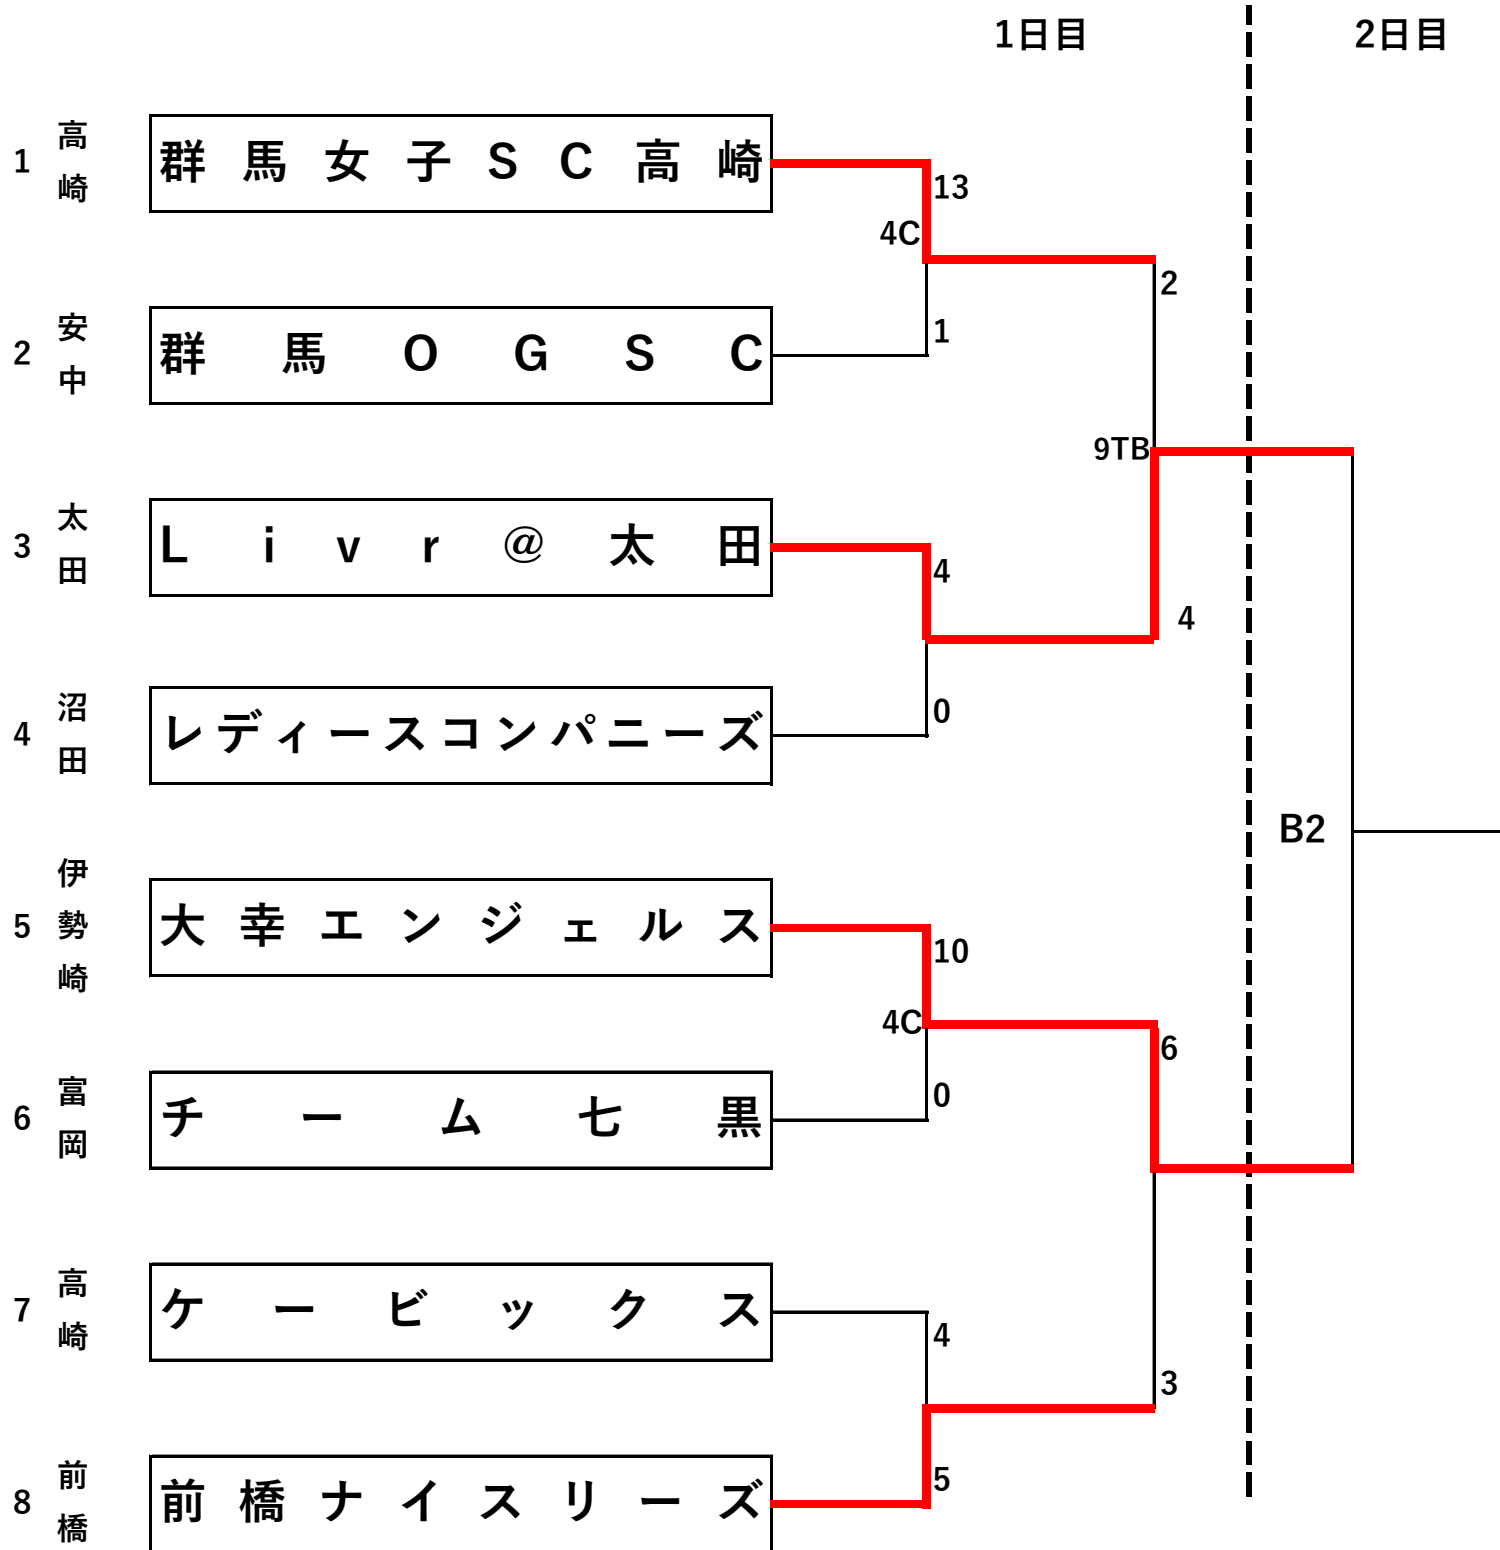 1日目
2日目
1 高崎 群馬女子SC高崎
13
4C
2
2 安中 群馬OGSC
1
9TB
3 太田 Livr@太田
4
4
4 沼田 レディースコンパニーズ
0
B2
5 伊勢崎 大幸エンジェルス
10
4C
6
6 富岡 チーム七黒
0
7 高崎 ケービックス
4
3
8 前橋 前橋ナイスリーズ
5